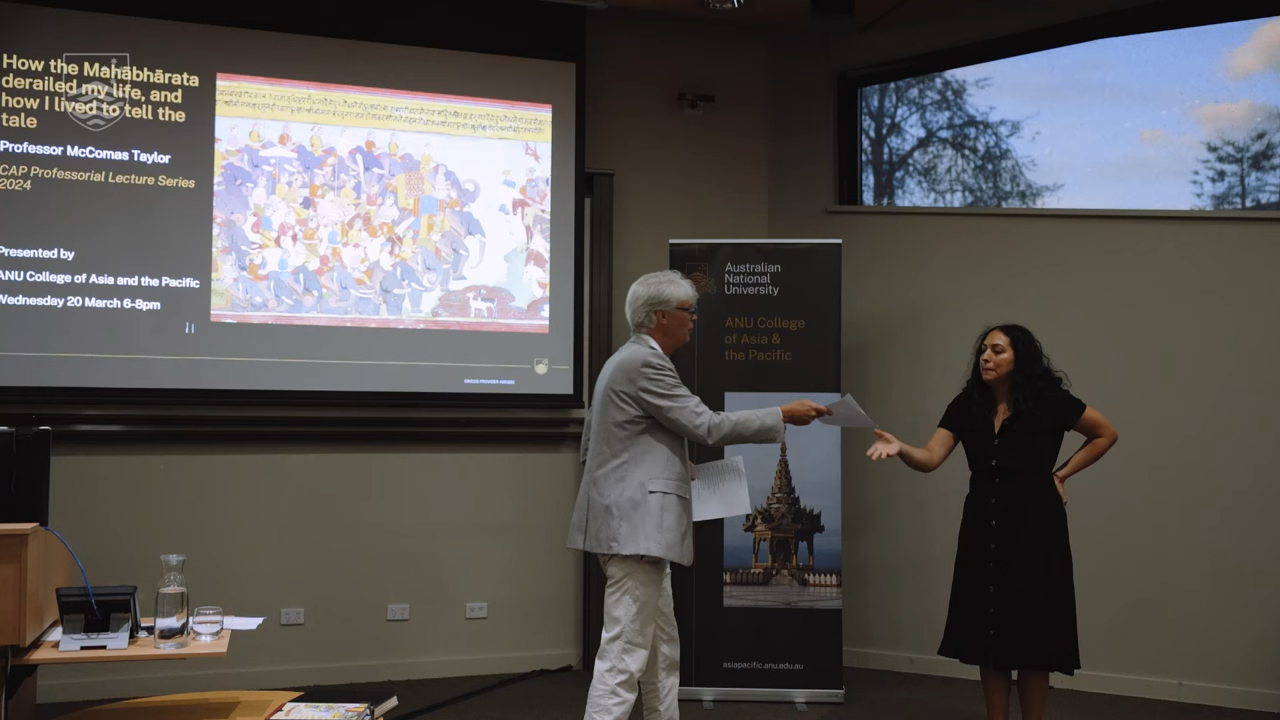 How the Mahābhārata
derailed my life, and
how I lived to tell the
tale
Professor McComas Taylor
CAP Professorial Lecture Series
2024
Presented by
ANU College of Asia and the Pacific
Wednesday 20 March 6-8pm
Australian
National
University
ANU College
of Asia &
the Pacific
asiapacific.anu.edu.au